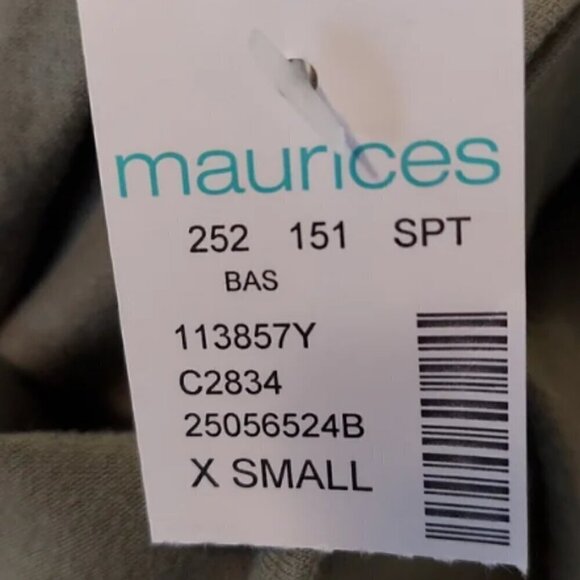 maurices
252 151 SPT
BAS
113857Y
C2834
25056524B
X SMALL